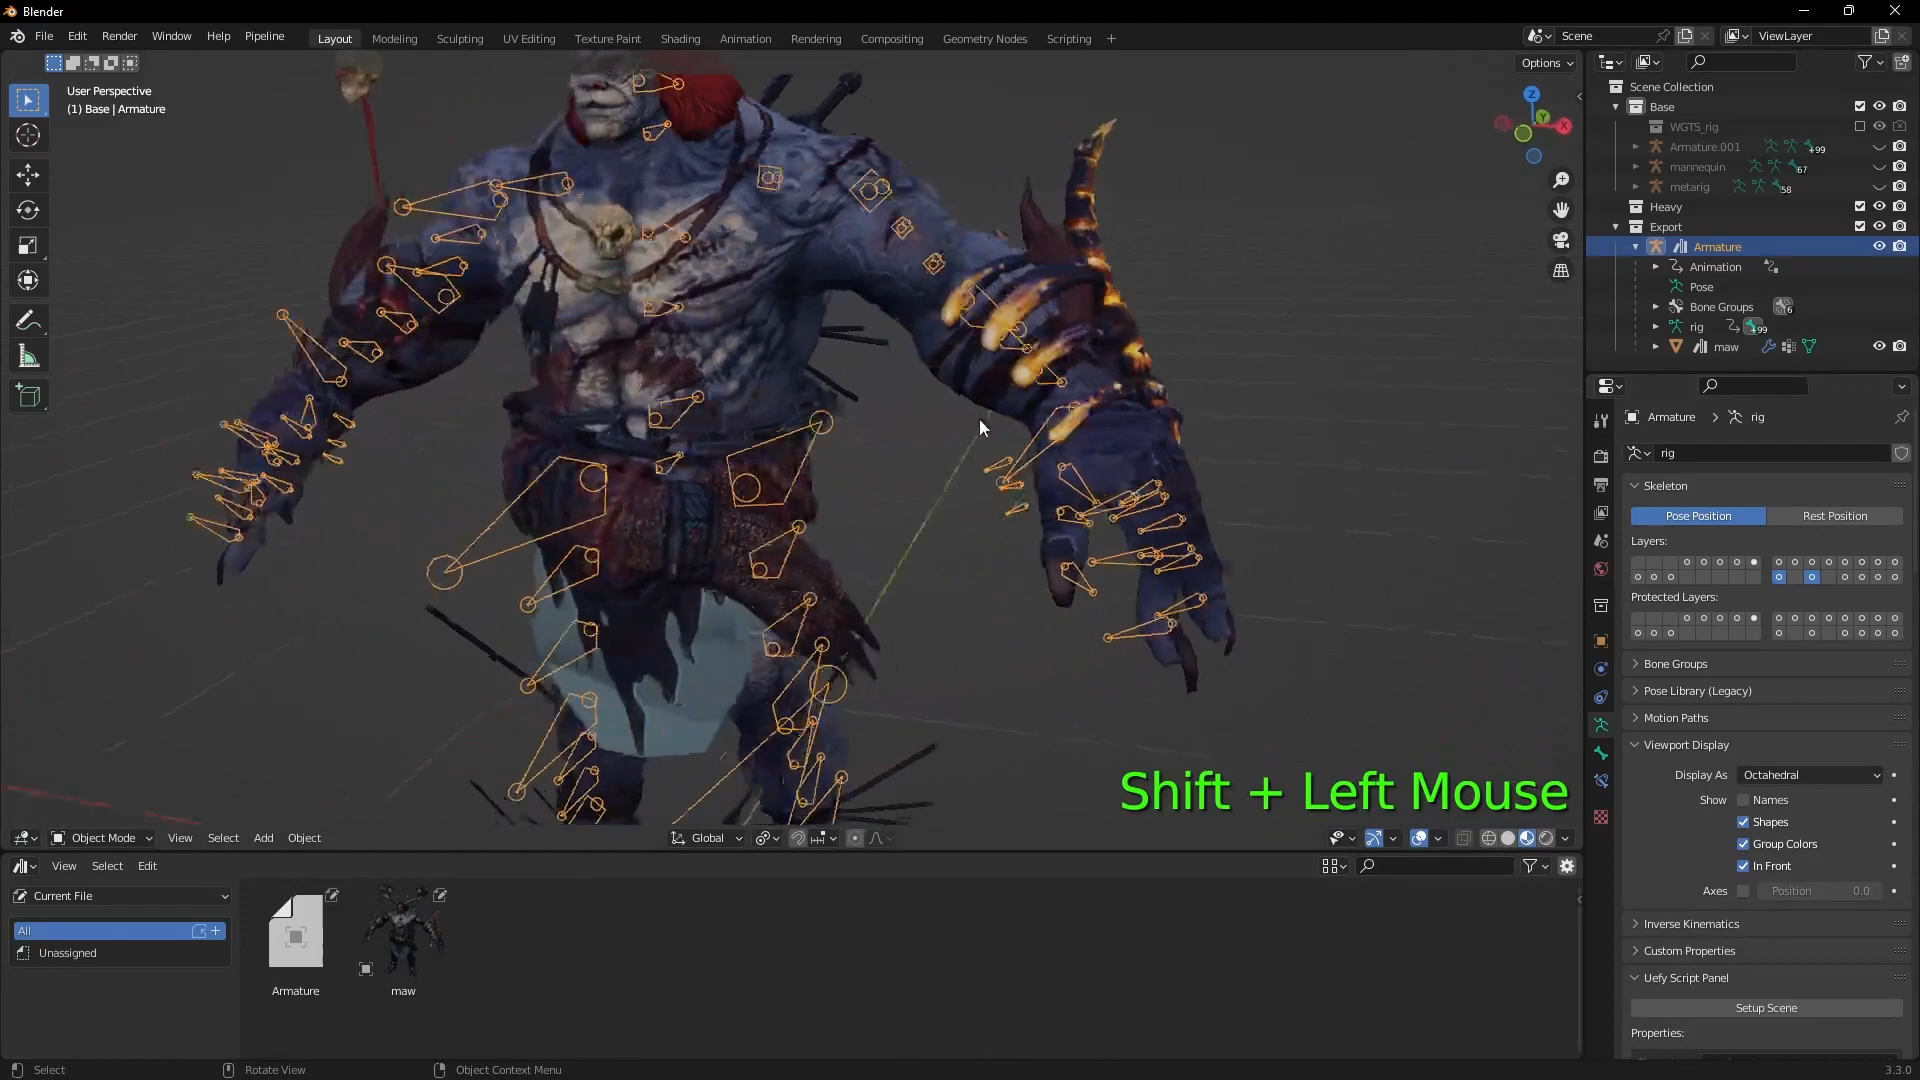 Blender
File Edit Render Window Help Pipeline
Layout Modeling Sculpting UV Editing Texture Paint Shading Animation Rendering Compositing Geometry Nodes Scripting +
Scene
ViewLayer
Options
User Perspective
(1) Base | Armature
Z
Y
X
Scene Collection
Base
WGTS_rig
Armature.001
+99
mannequin
67
metarig
58
Heavy
Export
Armature
Animation
Pose
Bone Groups
6
rig
+99
maw
Armature > rig
rig
Skeleton
Pose Position Rest Position
Layers:
Protected Layers:
Bone Groups
Pose Library (Legacy)
Motion Paths
Viewport Display
Display As Octahedral
Show Names
Shapes
Group Colors
In Front
Axes Position 0.0
Inverse Kinematics
Custom Properties
Uefy Script Panel
Setup Scene
Properties:
Shift + Left Mouse
Object Mode View Select Add Object
Global
View Select Edit
Current File
All
Unassigned
Armature
maw
Select
Rotate View
Object Context Menu
3.3.0